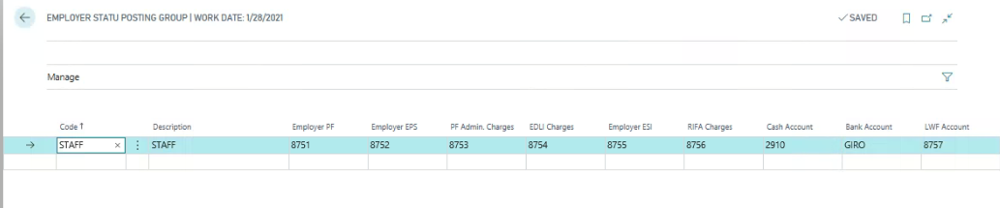 EMPLOYER STATU POSTING GROUP | WORK DATE: 1/28/2021 ✓ SAVED
Manage
Code ↑ Description Employer PF Employer EPS PF Admin. Charges EDLI Charges Employer ESI RIFA Charges Cash Account Bank Account LWF Account
→ STAFF × ⋮ STAFF 8751 8752 8753 8754 8755 8756 2910 GIRO 8757